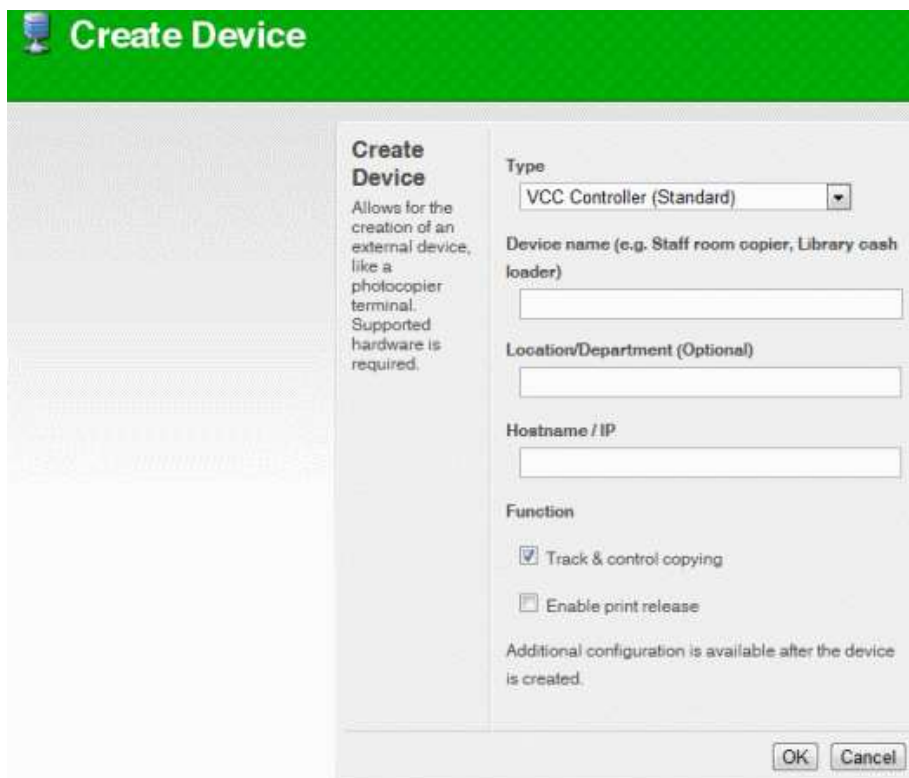 Create Device
Create
Device
Allows for the
creation of an
external device,
like a
photocopier
terminal.
Supported
hardware is
required.
Type
VCC Controller (Standard)
Device name (e.g. Staff room copier, Library cash
loader)
Location/Department (Optional)
Hostname / IP
Function
Track & control copying
Enable print release
Additional configuration is available after the device
is created.
OK Cancel